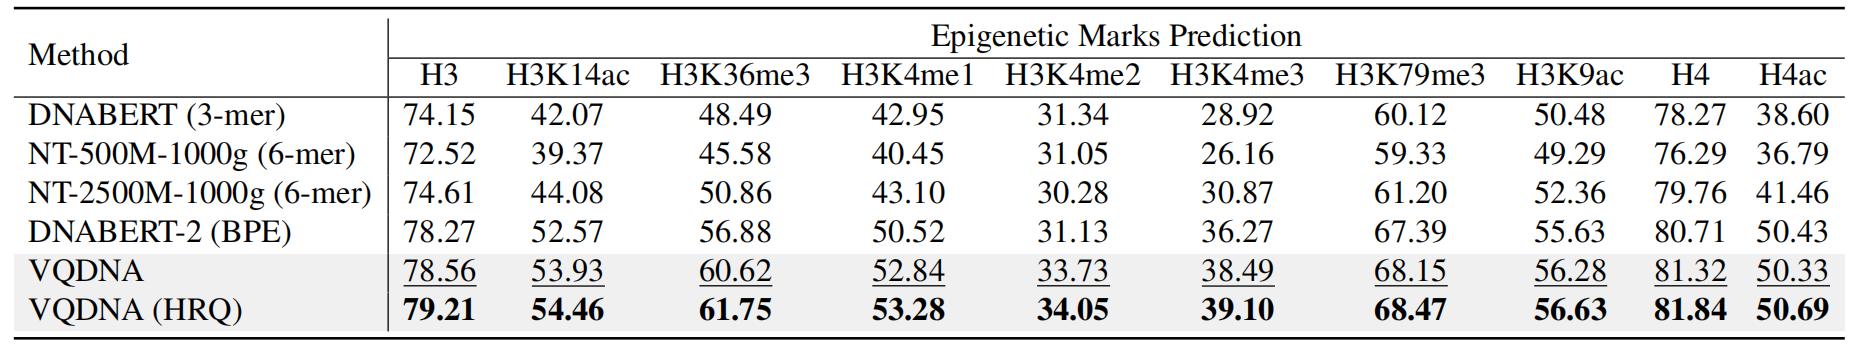 Method Epigenetic Marks Prediction
H3 H3K14ac H3K36me3 H3K4me1 H3K4me2 H3K4me3 H3K79me3 H3K9ac H4 H4ac
DNABERT (3-mer) 74.15 42.07 48.49 42.95 31.34 28.92 60.12 50.48 78.27 38.60
NT-500M-1000g (6-mer) 72.52 39.37 45.58 40.45 31.05 26.16 59.33 49.29 76.29 36.79
NT-2500M-1000g (6-mer) 74.61 44.08 50.86 43.10 30.28 30.87 61.20 52.36 79.76 41.46
DNABERT-2 (BPE) 78.27 52.57 56.88 50.52 31.13 36.27 67.39 55.63 80.71 50.43
VQDNA 78.56 53.93 60.62 52.84 33.73 38.49 68.15 56.28 81.32 50.33
VQDNA (HRQ) 79.21 54.46 61.75 53.28 34.05 39.10 68.47 56.63 81.84 50.69